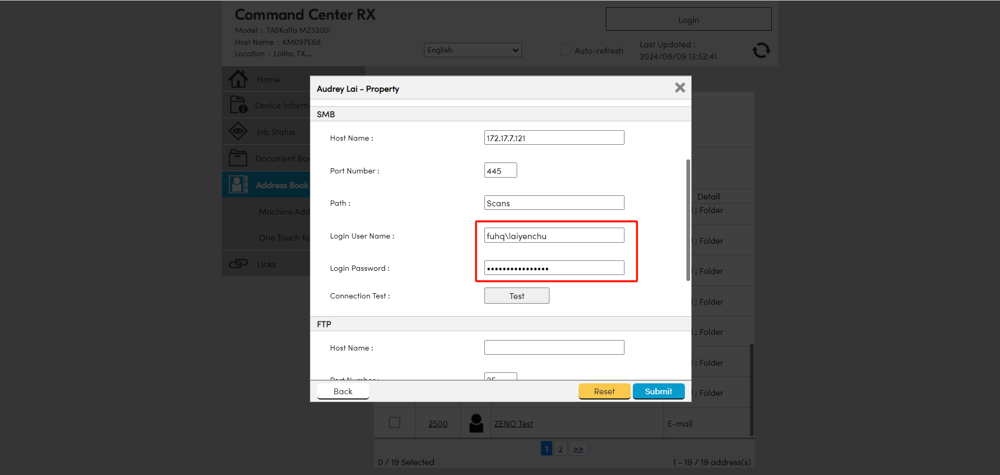 Command Center RX
Model : TASKalfa MZ3200i
Host Name : KM097E68
Location : Lolita, TX....
Login
English
Auto-refresh
Last Updated :
2024/08/09 13:52:41
Home
Device Inform
Job Status
Document Box
Address Book
Machine Add
One Touch Ke
Links
Audrey Lai - Property
SMB
Host Name :
172.17.7.121
Port Number :
445
Path :
Scans
Login User Name :
fuhq\laiyenchu
Login Password :
••••••••••••••••
Connection Test :
Test
FTP
Host Name :
Port Number :
Back
Reset
Submit
Detail
; Folder
; Folder
; Folder
; Folder
; Folder
; Folder
; Folder
2500
ZENO Test
E-mail
1
2
>>
0 / 19 Selected
1 - 19 / 19 address(s)